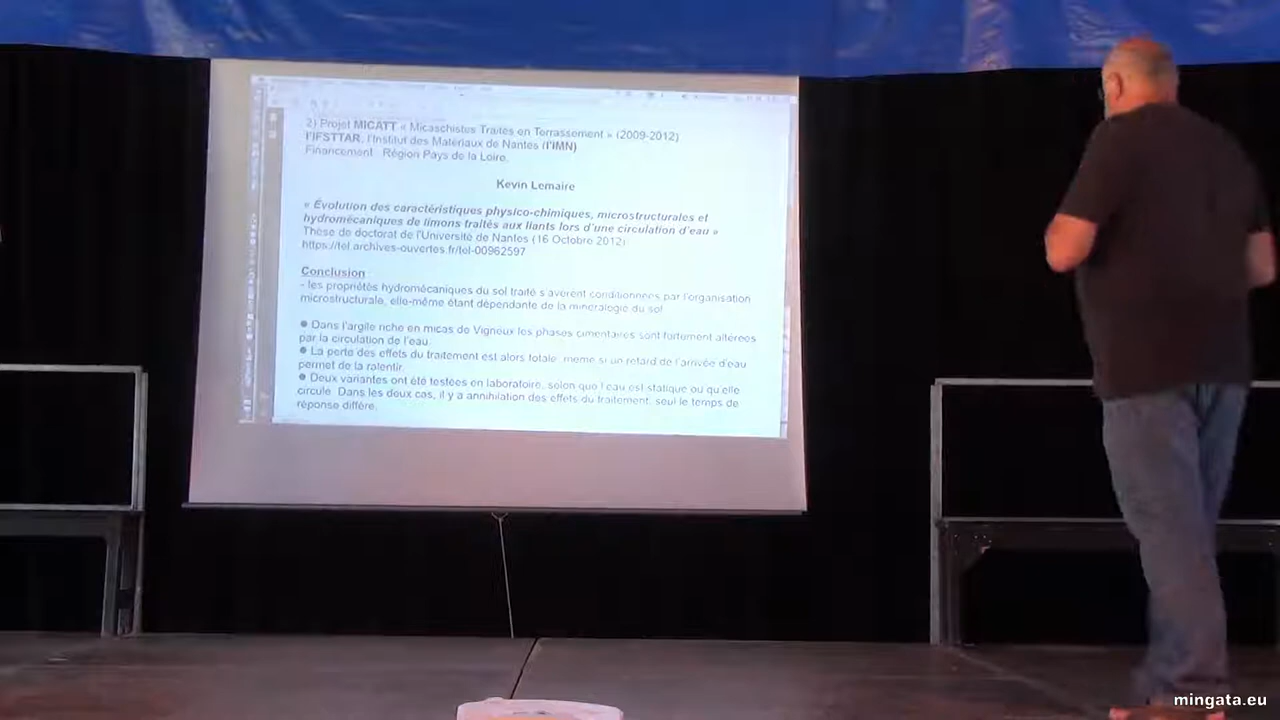 2) Projet MICATT « Micaschistes Traités en Terrassement » (2009-2012)
l'IFSTTAR, l'Institut des Matériaux de Nantes (l'IMN)
Financement : Région Pays de la Loire.
Kevin Lemaire
« Évolution des caractéristiques physico-chimiques, microstructurales et
hydromécaniques de limons traités aux liants lors d'une circulation d'eau »
Thèse de doctorat de l'Université de Nantes (16 Octobre 2012)
https://tel.archives-ouvertes.fr/tel-00962597
Conclusion
- les propriétés hydromécaniques du sol traité s'avèrent conditionnées par l'organisation
microstructurale, elle-même étant dépendante de la minéralogie du sol
● Dans l'argile riche en micas de Vigneux les phases cimentaires sont fortement altérées
par la circulation de l'eau.
● La perte des effets du traitement est alors totale, même si un retard de l'arrivée d'eau
permet de la ralentir.
● Deux variantes ont été testées en laboratoire, selon que l'eau est statique ou qu'elle
circule. Dans les deux cas, il y a annihilation des effets du traitement, seul le temps de
réponse diffère.
mingata.eu